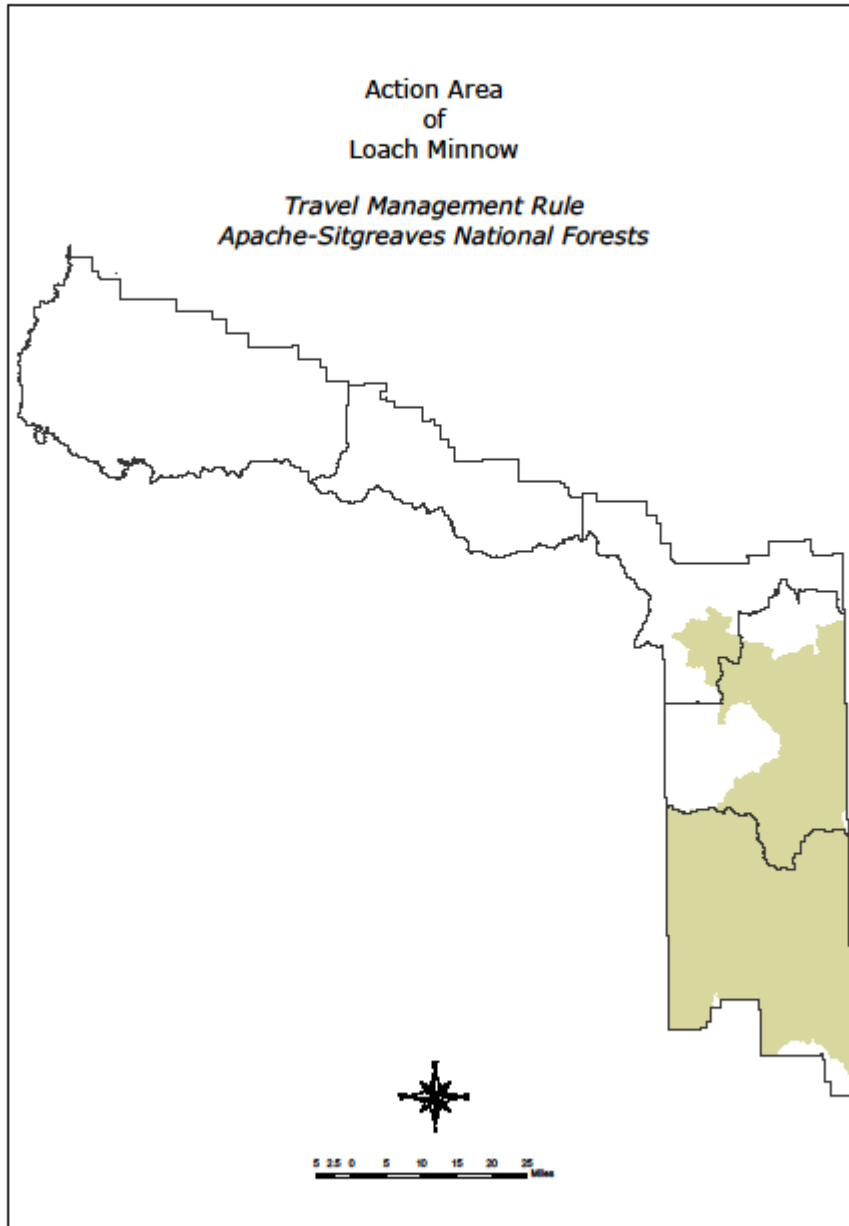 Action Area
of
Loach Minnow
Travel Management Rule
Apache-Sitgreaves National Forests
5 2.5 0 5 10 15 20 25
Miles